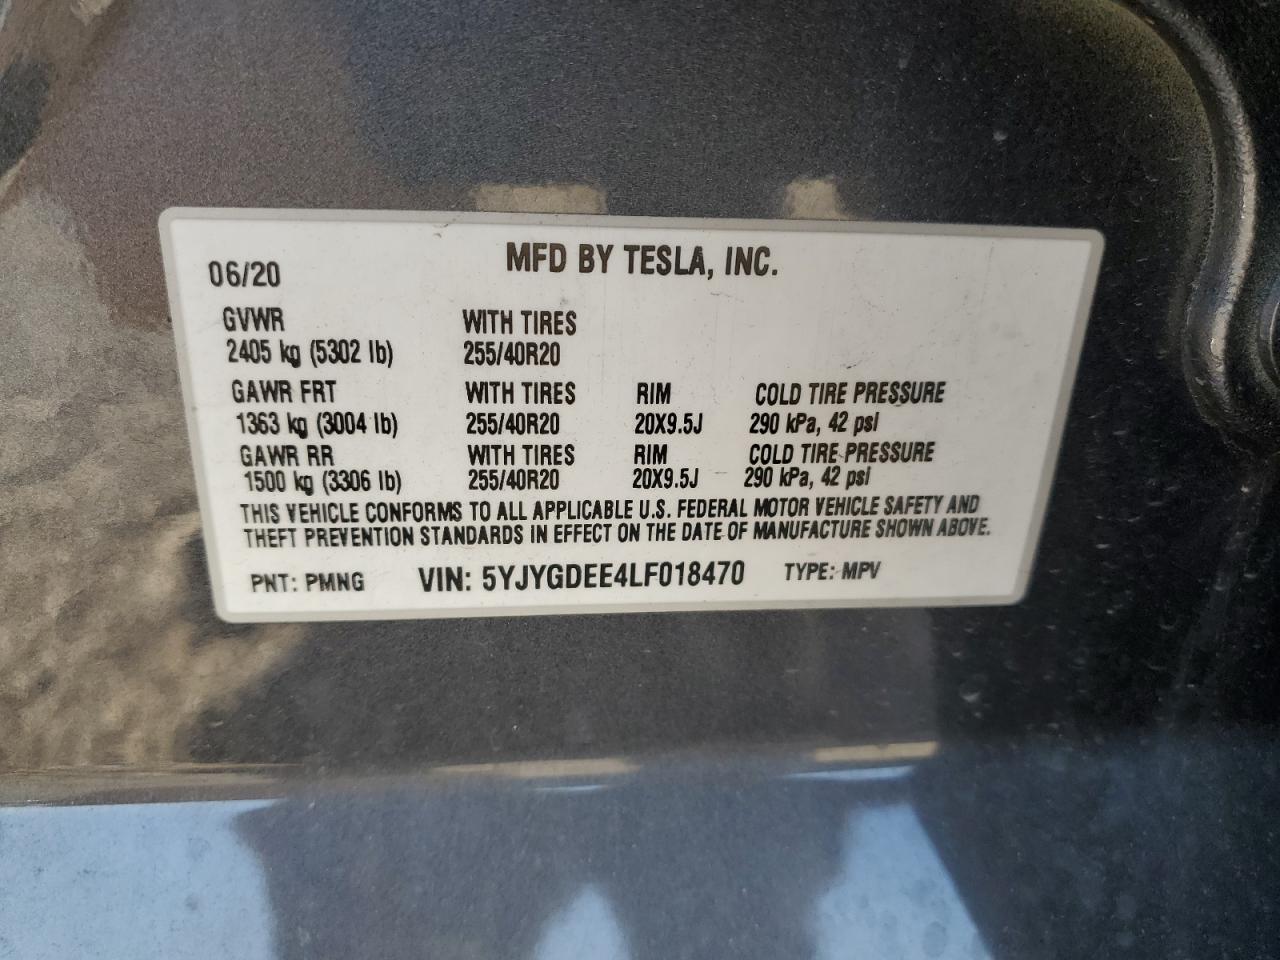 MFD BY TESLA, INC.
06/20
GVWR WITH TIRES
2405 kg (5302 lb) 255/40R20
GAWR FRT WITH TIRES RIM COLD TIRE PRESSURE
1363 kg (3004 lb) 255/40R20 20X9.5J 290 kPa, 42 psi
GAWR RR WITH TIRES RIM COLD TIRE PRESSURE
1500 kg (3306 lb) 255/40R20 20X9.5J 290 kPa, 42 psi
THIS VEHICLE CONFORMS TO ALL APPLICABLE U.S. FEDERAL MOTOR VEHICLE SAFETY AND
THEFT PREVENTION STANDARDS IN EFFECT ON THE DATE OF MANUFACTURE SHOWN ABOVE.
PNT: PMNG VIN: 5YJYGDEE4LF018470 TYPE: MPV